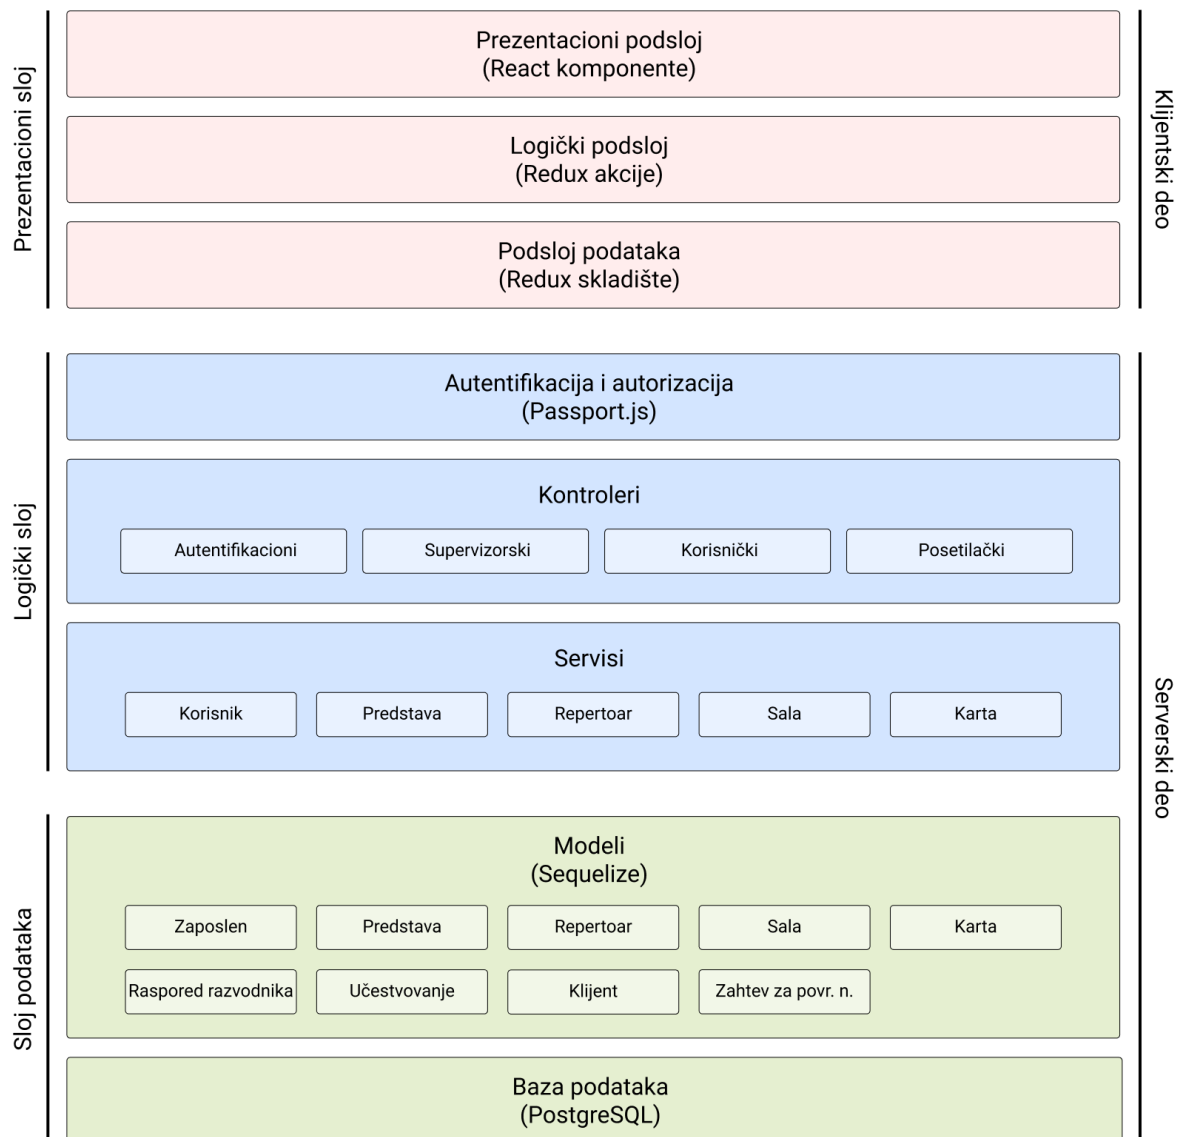 Prezentacioni sloj
Klijentski deo
Prezentacioni podsloj
(React komponente)
Logički podsloj
(Redux akcije)
Podsloj podataka
(Redux skladište)
Logički sloj
Serverski deo
Autentifikacija i autorizacija
(Passport.js)
Kontroleri
Autentifikacioni
Supervizorski
Korisnički
Posetilački
Servisi
Korisnik
Predstava
Repertoar
Sala
Karta
Sloj podataka
Modeli
(Sequelize)
Zaposlen
Predstava
Repertoar
Sala
Karta
Raspored razvodnika
Učestvovanje
Klijent
Zahtev za povr. n.
Baza podataka
(PostgreSQL)